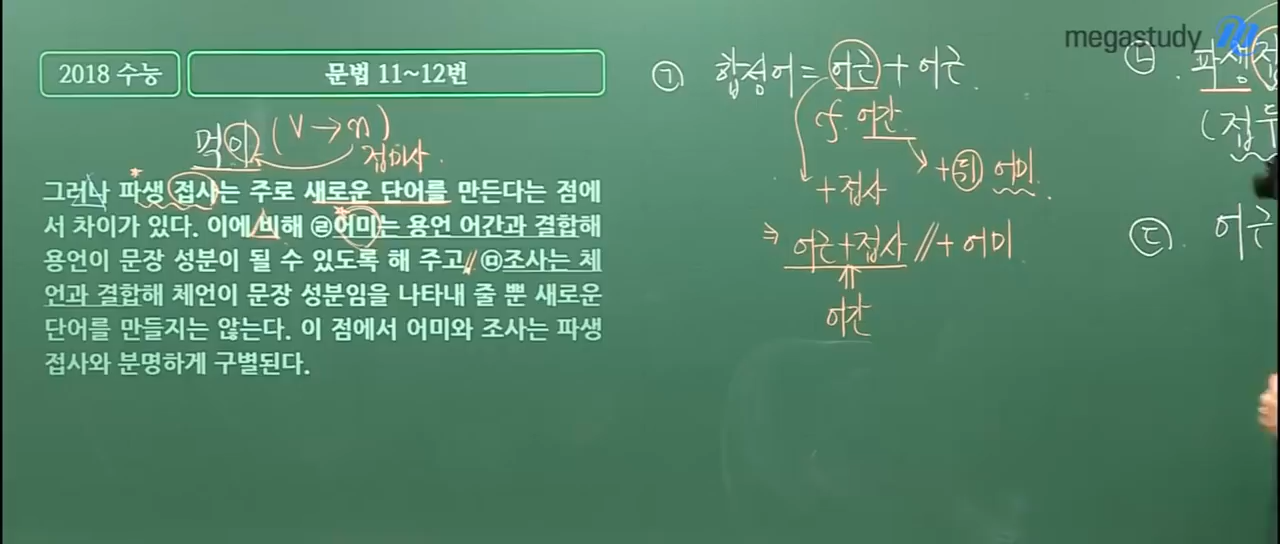 megastudy
2018 수능
문법 11~12번
먹이 (V → n)
접미사.
그러나 파생 접사는 주로 새로운 단어를 만든다는 점에
서 차이가 있다. 이에 비해 ㉣어미는 용언 어간과 결합해
용언이 문장 성분이 될 수 있도록 해 주고, ㉤조사는 체
언과 결합해 체언이 문장 성분임을 나타내 줄 뿐 새로운
단어를 만들지는 않는다. 이 점에서 어미와 조사는 파생
접사와 분명하게 구별된다.
㉠ 합성어 = 어근 + 어근.
cf. 어간
+ 뒤 어미.
+ 접사
⇒ 어근+접사 // + 어미
⇑
어간
㉡. 파생접
(접두
㉢. 어근